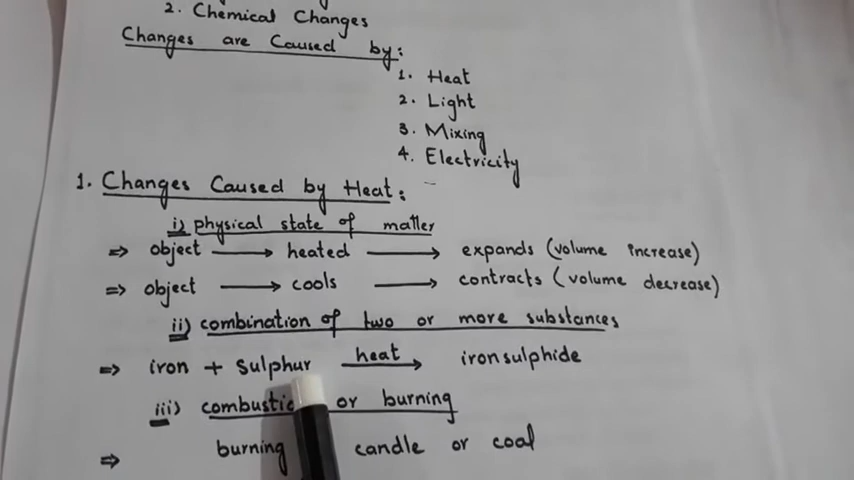 2. Chemical Changes
Changes are Caused by:
1. Heat
2. Light
3. Mixing
4. Electricity
1. Changes Caused by Heat:
i) physical state of matter
⇒ object → heated → expands (volume increase)
⇒ object → cools → contracts (volume decrease)
ii) combination of two or more substances
⇒ iron + Sulphur heat → iron sulphide
iii) or burning
⇒ burning candle or coal